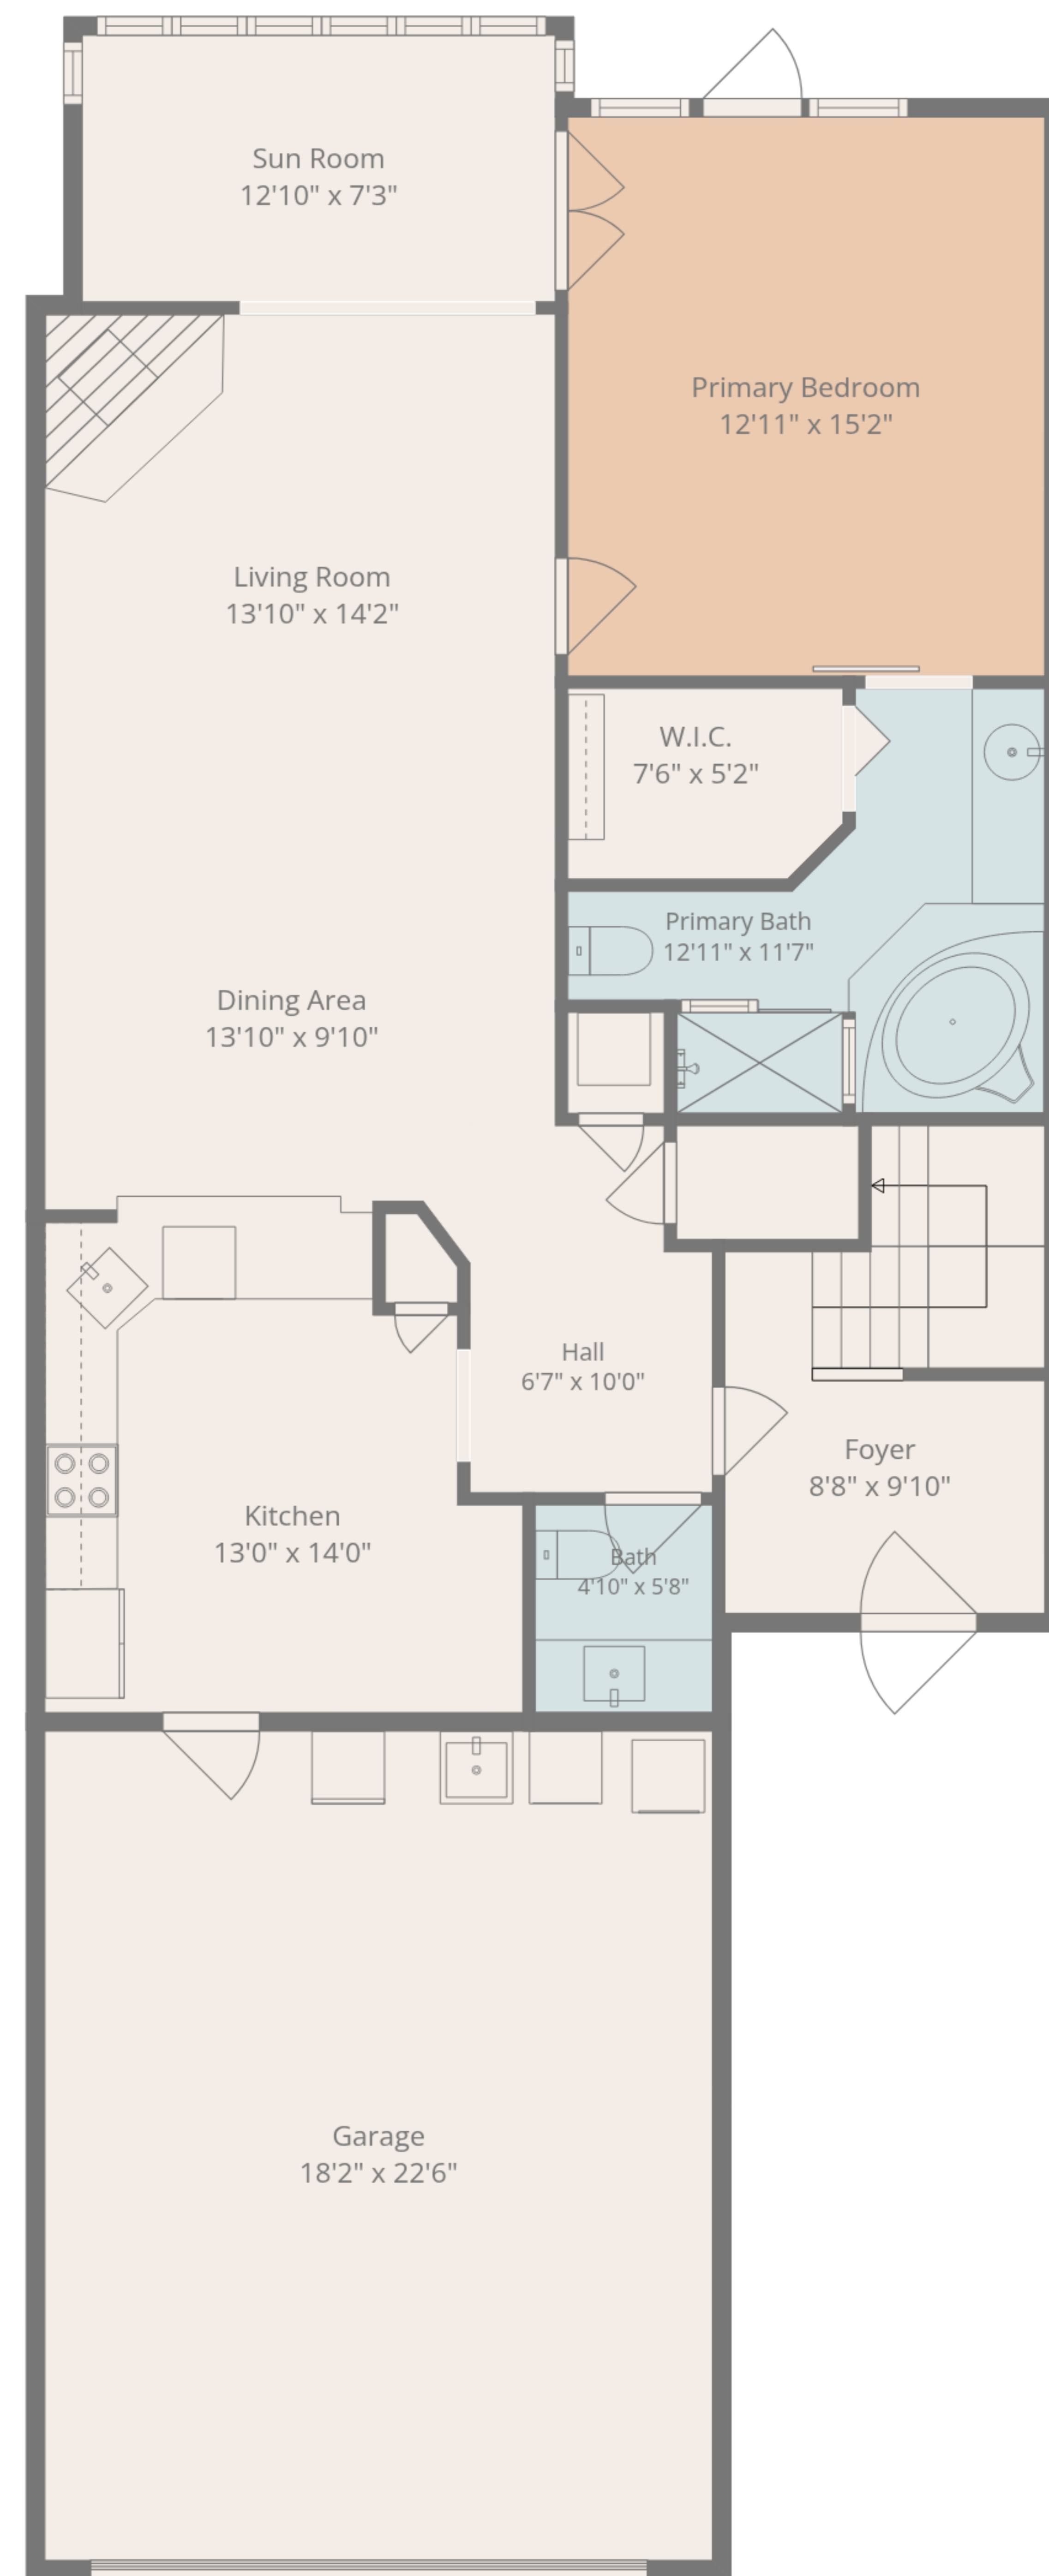 Sun Room
12'10" x 7'3"
Primary Bedroom
12'11" x 15'2"
Living Room
13'10" x 14'2"
W.I.C.
7'6" x 5'2"
Primary Bath
12'11" x 11'7"
Dining Area
13'10" x 9'10"
Hall
6'7" x 10'0"
Foyer
8'8" x 9'10"
Kitchen
13'0" x 14'0"
Bath
4'10" x 5'8"
Garage
18'2" x 22'6"